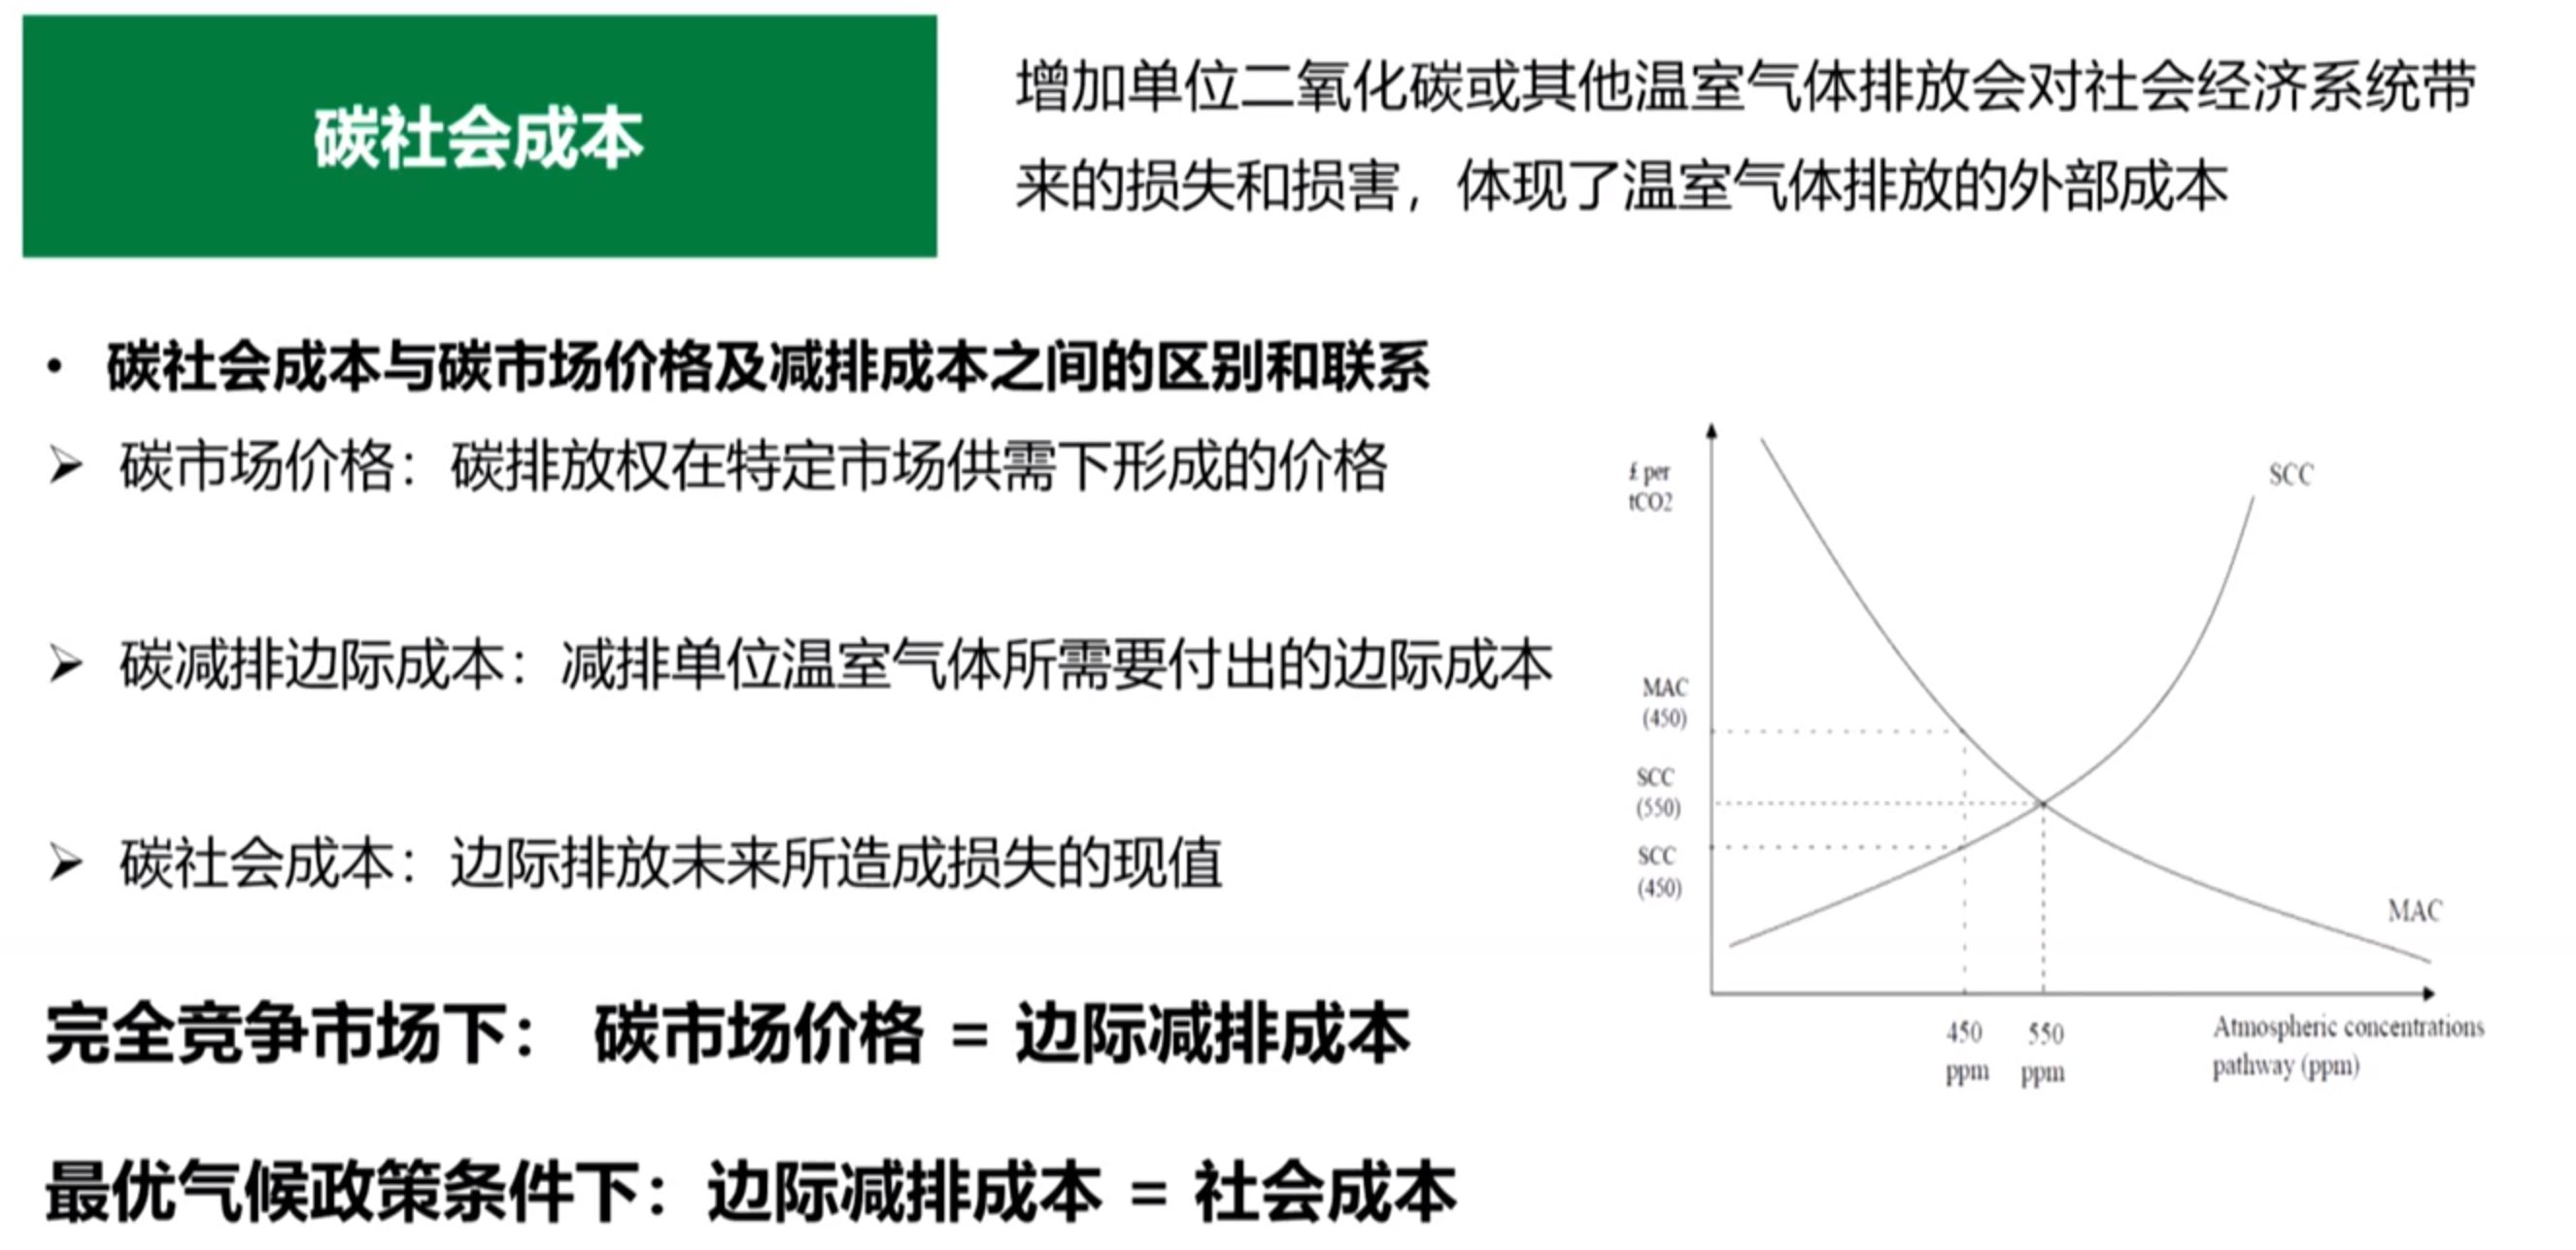 碳社会成本
增加单位二氧化碳或其他温室气体排放会对社会经济系统带
来的损失和损害，体现了温室气体排放的外部成本
• 碳社会成本与碳市场价格及减排成本之间的区别和联系
➢ 碳市场价格：碳排放权在特定市场供需下形成的价格
➢ 碳减排边际成本：减排单位温室气体所需要付出的边际成本
➢ 碳社会成本：边际排放未来所造成损失的现值
完全竞争市场下： 碳市场价格 = 边际减排成本
最优气候政策条件下：边际减排成本 = 社会成本
£ per
tCO2
SCC
MAC
(450)
SCC
(550)
SCC
(450)
MAC
450
ppm
550
ppm
Atmospheric concentrations
pathway (ppm)